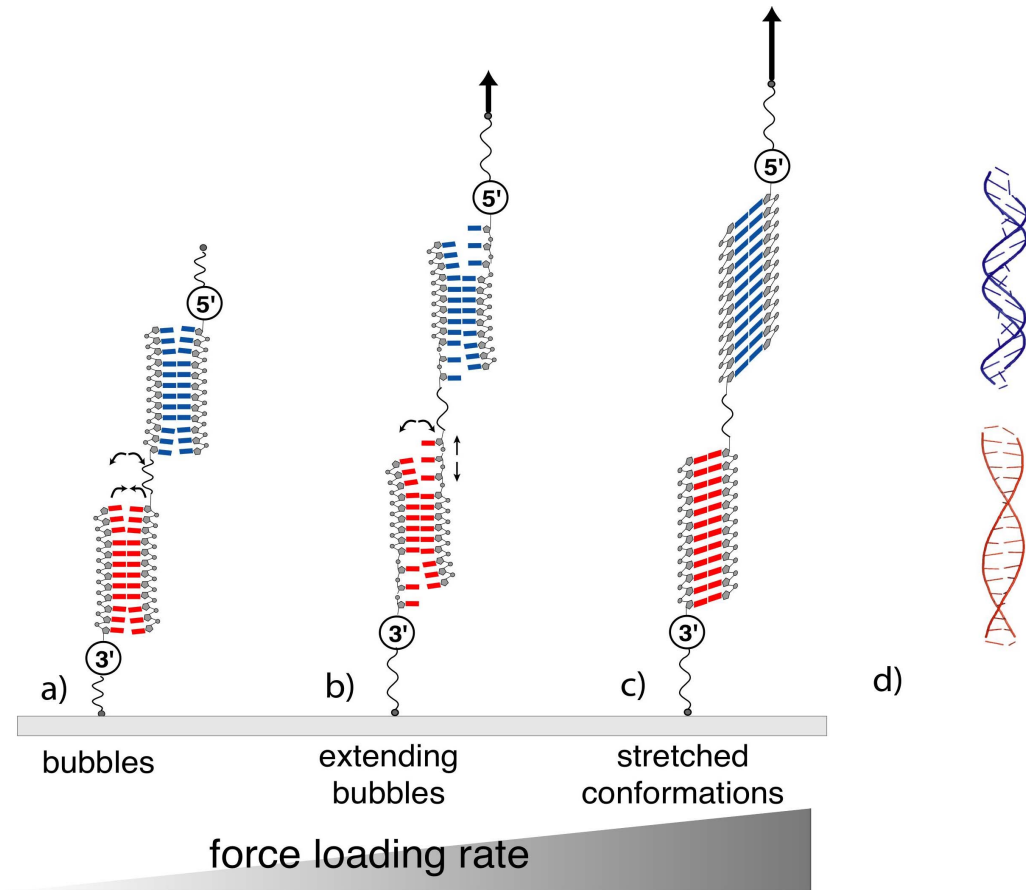 5'
5'
5'
3'
3'
3'
a)
b)
c)
d)
bubbles
extending
bubbles
stretched
conformations
force loading rate